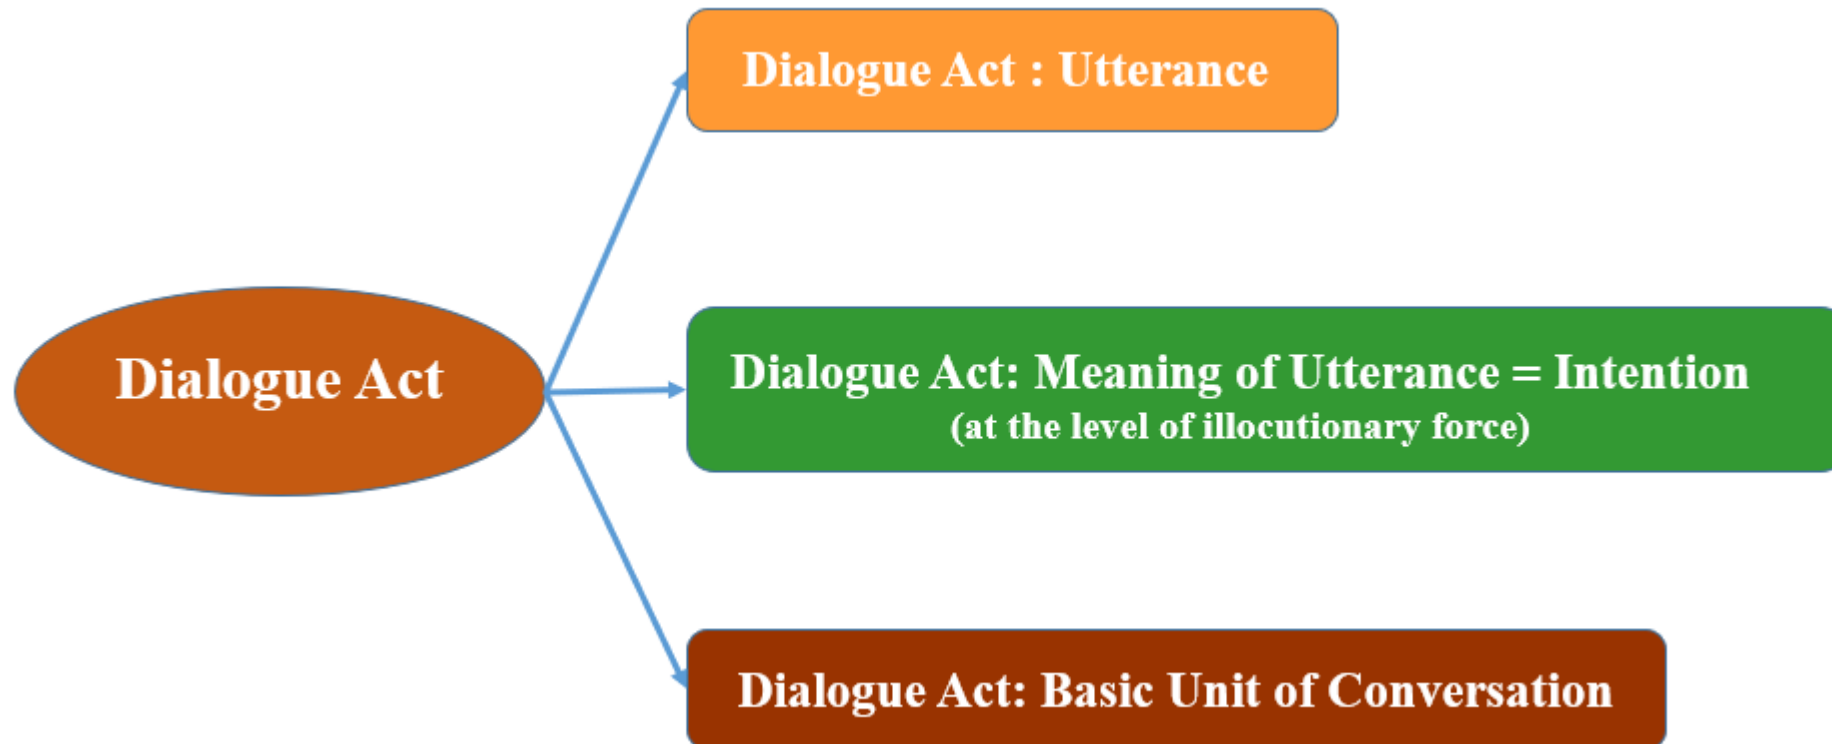 Dialogue Act : Utterance
Dialogue Act
Dialogue Act: Meaning of Utterance = Intention
(at the level of illocutionary force)
Dialogue Act: Basic Unit of Conversation